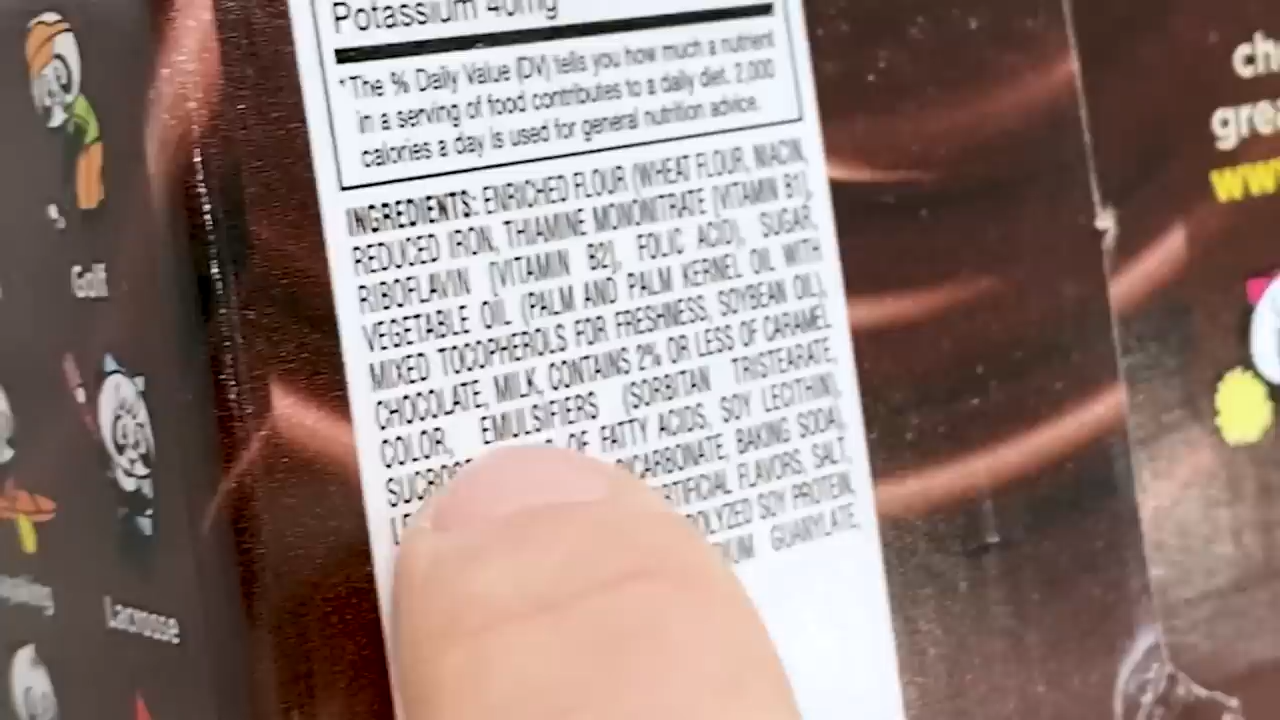 Potassium 40mg
*The % Daily Value (DV) tells you how much a nutrient
in a serving of food contributes to a daily diet. 2,000
calories a day is used for general nutrition advice.
INGREDIENTS: ENRICHED FLOUR (WHEAT FLOUR, NIACIN,
REDUCED IRON, THIAMINE MONONITRATE [VITAMIN B1],
RIBOFLAVIN [VITAMIN B2], FOLIC ACID), SUGAR,
VEGETABLE OIL (PALM AND PALM KERNEL OIL WITH
MIXED TOCOPHEROLS FOR FRESHNESS, SOYBEAN OIL),
CHOCOLATE, MILK, CONTAINS 2% OR LESS OF CARAMEL
COLOR, EMULSIFIERS (SORBITAN TRISTEARATE,
OF FATTY ACIDS, SOY LECITHIN),
BAKING SODA,
FLAVORS, SALT,
SOY PROTEIN,
GUANYLATE,
Golf
Lacrosse